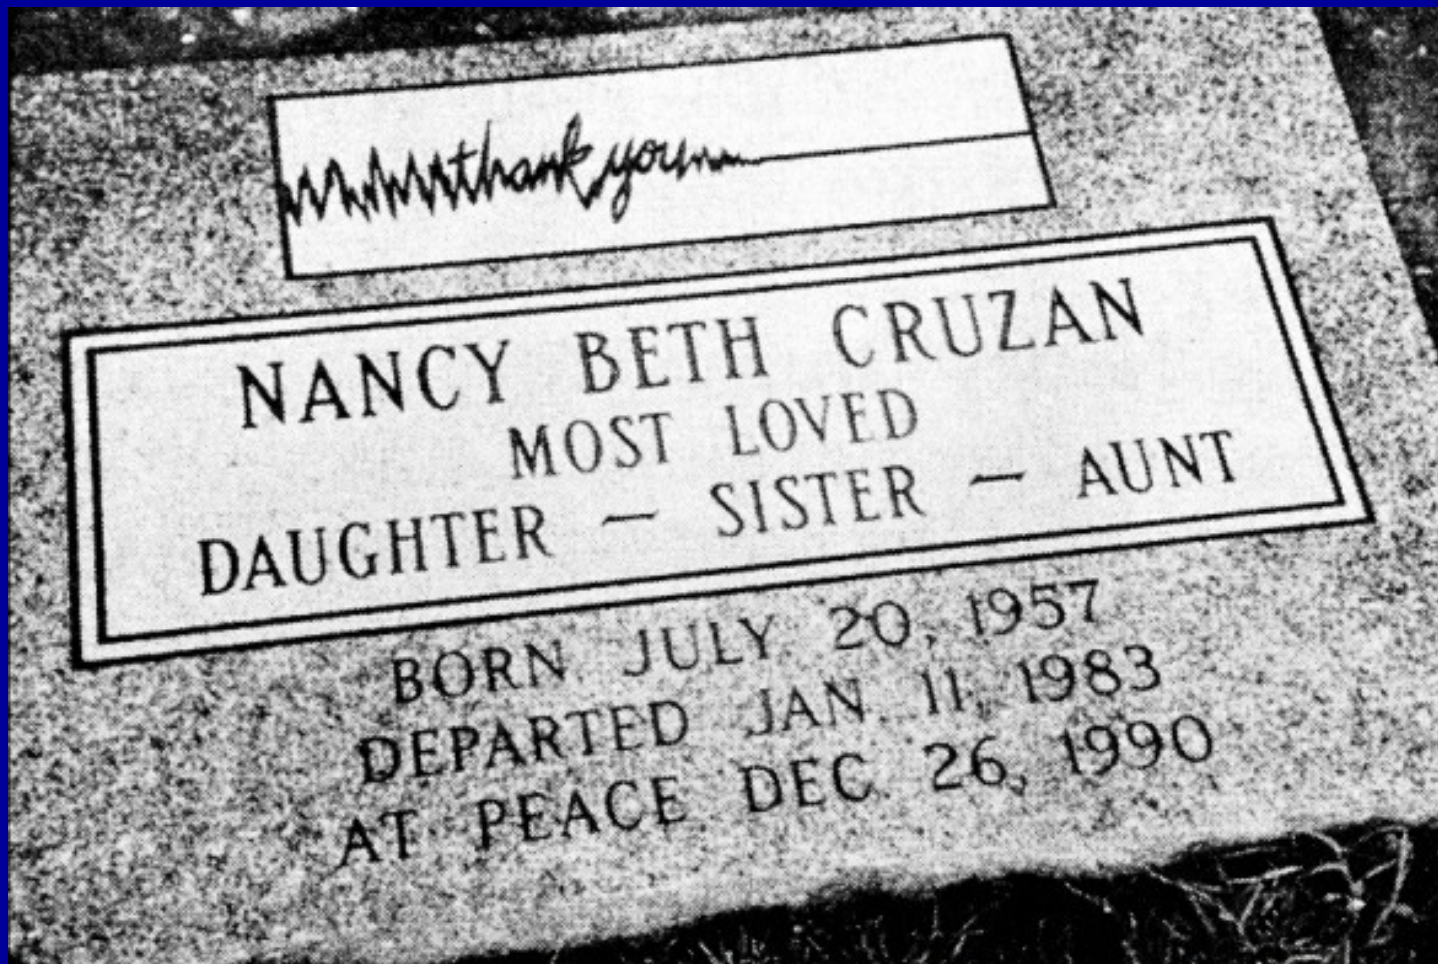 thank you
NANCY BETH CRUZAN
MOST LOVED
DAUGHTER — SISTER — AUNT
BORN JULY 20, 1957
DEPARTED JAN 11, 1983
AT PEACE DEC 26, 1990